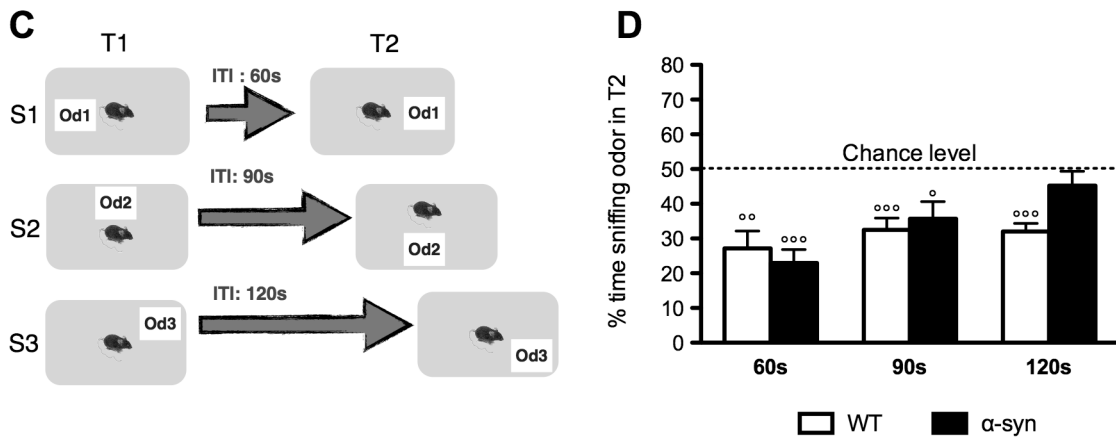 C
T1
T2
S1
Od1
ITI : 60s
Od1
S2
Od2
ITI: 90s
Od2
S3
Od3
ITI: 120s
Od3
D
% time sniffing odor in T2
80
70
60
50
40
30
20
10
0
Chance level
°°
°°°
°°°
°
°°°
60s
90s
120s
WT
α-syn